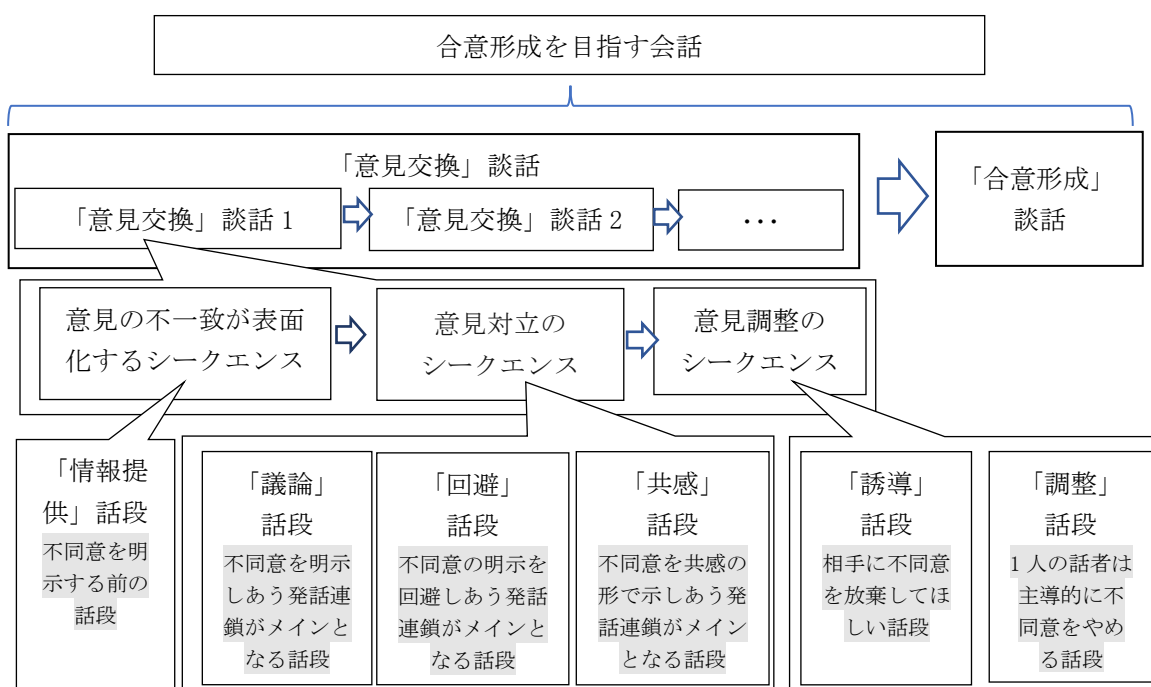 合意形成を目指す会話
「意見交換」談話
「意見交換」談話 1
「意見交換」談話 2
・・・
「合意形成」
談話
意見の不一致が表面
化するシークエンス
意見対立の
シークエンス
意見調整の
シークエンス
「情報提
供」話段
不同意を明
示する前の
話段
「議論」
話段
不同意を明示
しあう発話連
鎖がメインと
なる話段
「回避」
話段
不同意の明示を
回避しあう発話
連鎖がメインと
なる話段
「共感」
話段
不同意を共感の
形で示しあう発
話連鎖がメイン
となる話段
「誘導」
話段
相手に不同意
を放棄してほ
しい話段
「調整」
話段
1 人の話者は
主導的に不
同意をやめ
る話段